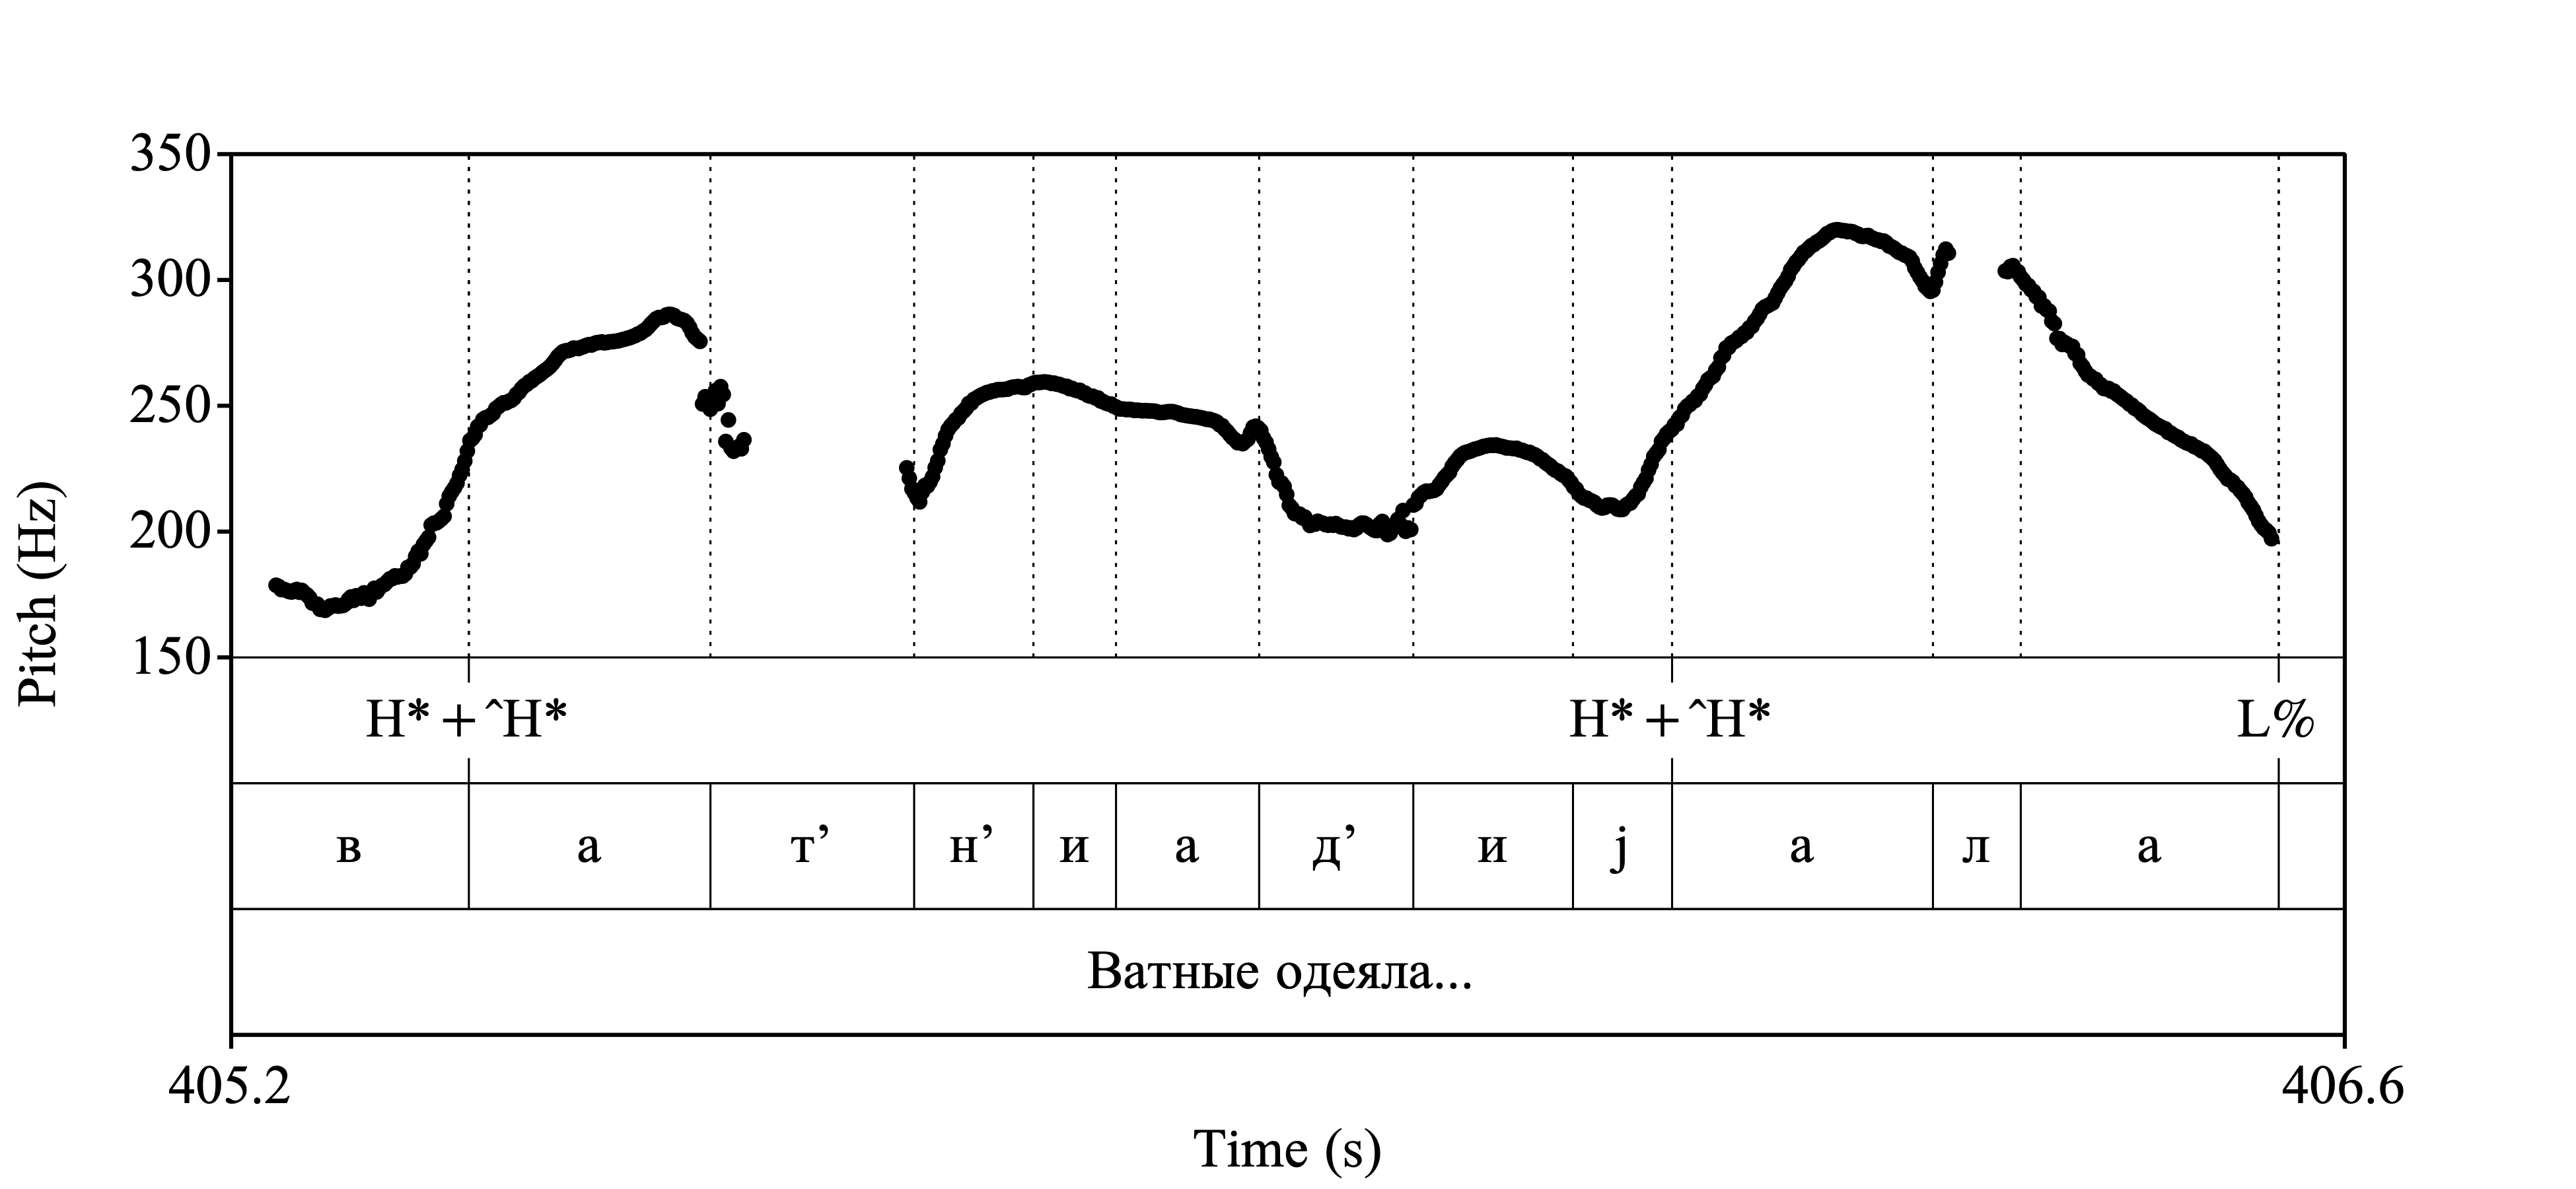 350
300
250
200
150
Pitch (Hz)
H* + ˆH* H* + ˆH* L%
в а т’ н’ и а д’ и j а л а
Ватные одеяла...
405.2 406.6
Time (s)